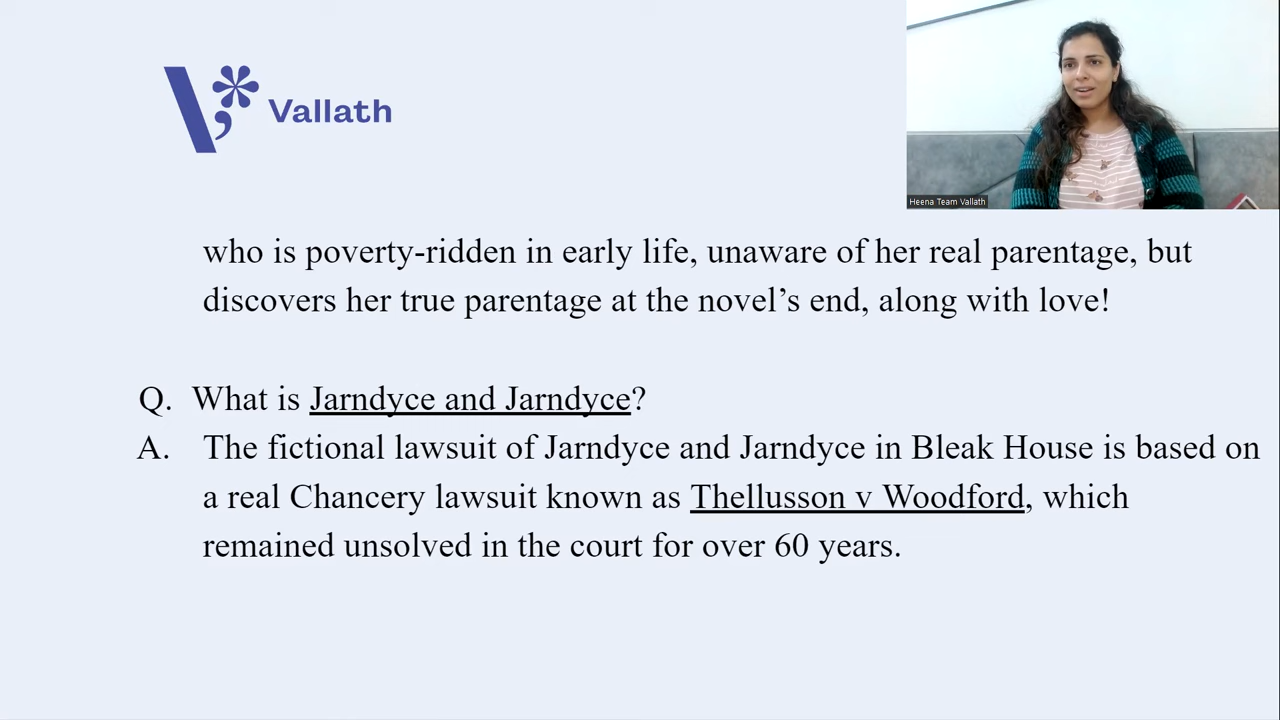 Vallath
Heena Team Vallath
who is poverty-ridden in early life, unaware of her real parentage, but
discovers her true parentage at the novel’s end, along with love!
Q. What is Jarndyce and Jarndyce?
A. The fictional lawsuit of Jarndyce and Jarndyce in Bleak House is based on
a real Chancery lawsuit known as Thellusson v Woodford, which
remained unsolved in the court for over 60 years.